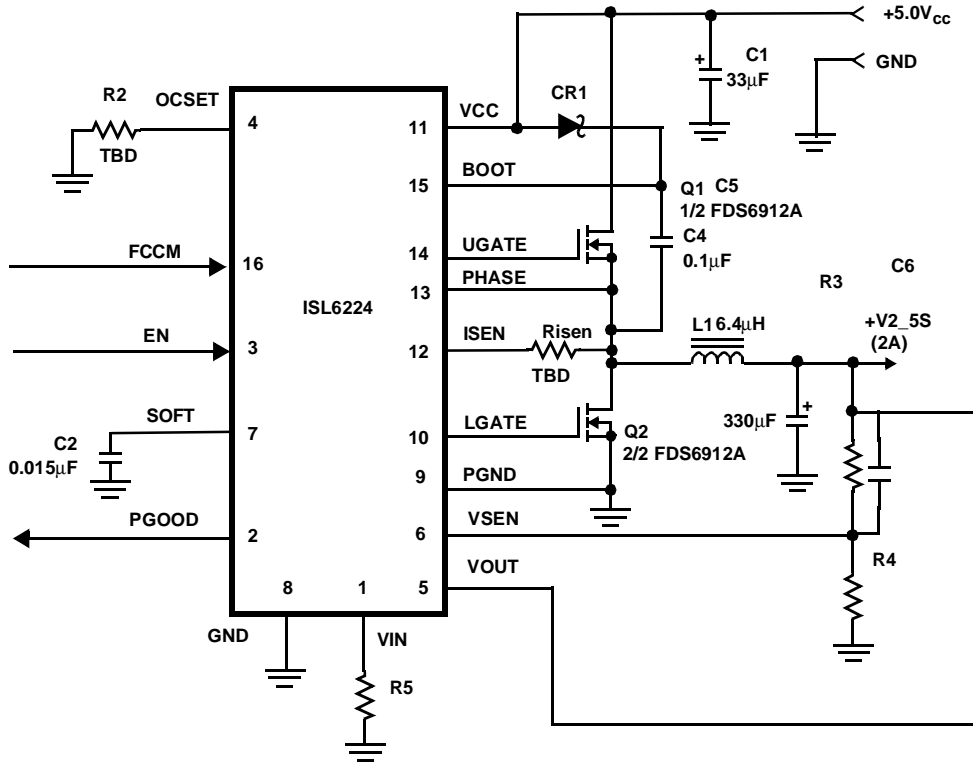 +5.0Vcc
C1
33μF
GND
R2
OCSET
TBD
4
VCC
11
CR1
BOOT
15
Q1 C5
1/2 FDS6912A
C4
0.1μF
UGATE
14
FCCM
16
PHASE
13
ISL6224
R3
C6
L1 6.4μH
+V2_5S
(2A)
EN
3
ISEN
12
Risen
TBD
SOFT
7
C2
0.015μF
LGATE
10
Q2
2/2 FDS6912A
330μF
PGND
9
PGOOD
2
VSEN
6
R4
VOUT
5
8
1
GND
VIN
R5